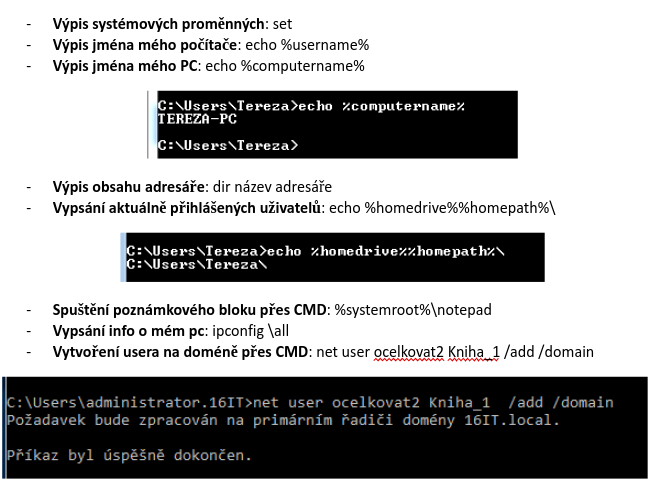 - Výpis systémových proměnných: set
- Výpis jména mého počítače: echo %username%
- Výpis jména mého PC: echo %computername%
C:\Users\Tereza>echo %computername%
TEREZA-PC
C:\Users\Tereza>
- Výpis obsahu adresáře: dir název adresáře
- Vypsání aktuálně přihlášených uživatelů: echo %homedrive%%homepath%\
C:\Users\Tereza>echo %homedrive%%homepath%\
C:\Users\Tereza\
- Spuštění poznámkového bloku přes CMD: %systemroot%\notepad
- Vypsání info o mém pc: ipconfig \all
- Vytvoření usera na doméně přes CMD: net user ocelkovat2 Kniha_1 /add /domain
C:\Users\administrator.16IT>net user ocelkovat2 Kniha_1  /add /domain
Požadavek bude zpracován na primárním řadiči domény 16IT.local.
Příkaz byl úspěšně dokončen.